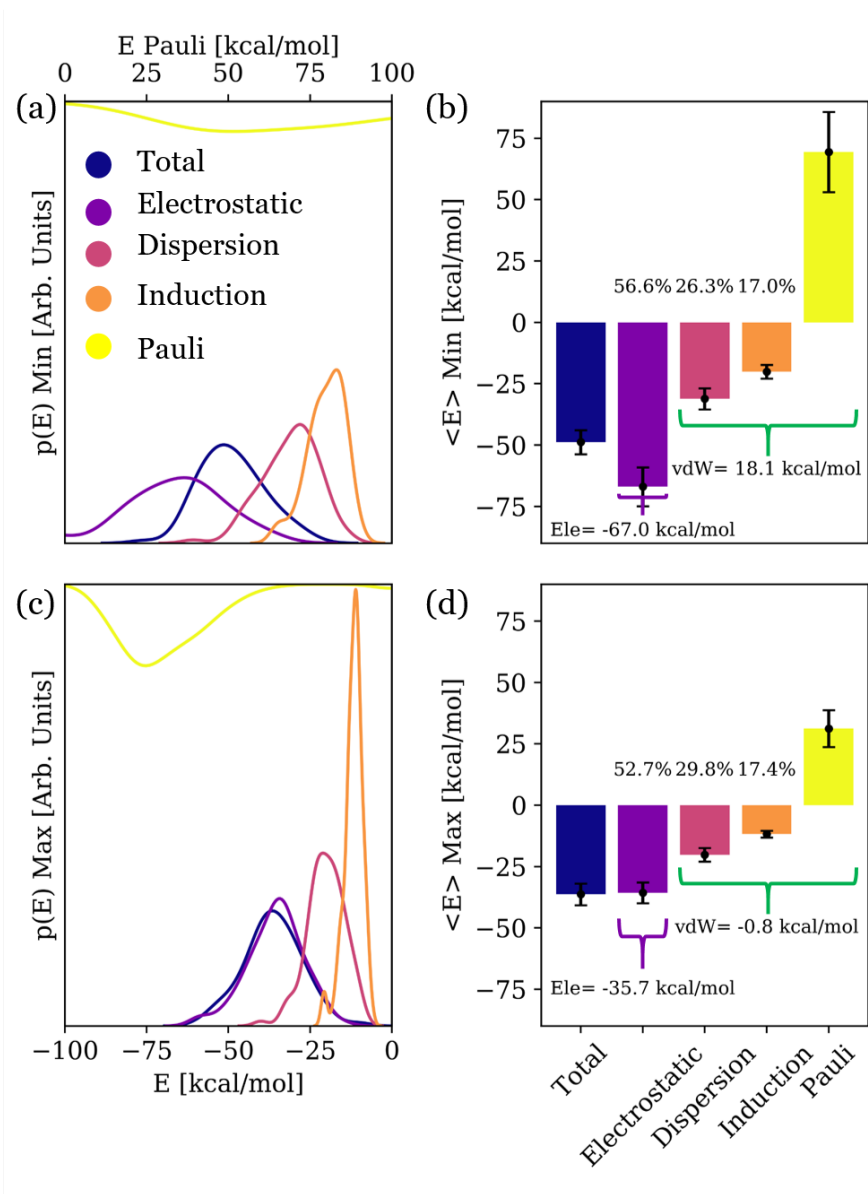 E Pauli [kcal/mol]
0 25 50 75 100
(a)
p(E) Min [Arb. Units]
Total
Electrostatic
Dispersion
Induction
Pauli
(b)
<E> Min [kcal/mol]
75
50
25
0
−25
−50
−75
56.6% 26.3% 17.0%
vdW= 18.1 kcal/mol
Ele= -67.0 kcal/mol
(c)
p(E) Max [Arb. Units]
−100 −75 −50 −25 0
E [kcal/mol]
(d)
<E> Max [kcal/mol]
75
50
25
0
−25
−50
−75
52.7% 29.8% 17.4%
vdW= -0.8 kcal/mol
Ele= -35.7 kcal/mol
Total
Electrostatic
Dispersion
Induction
Pauli